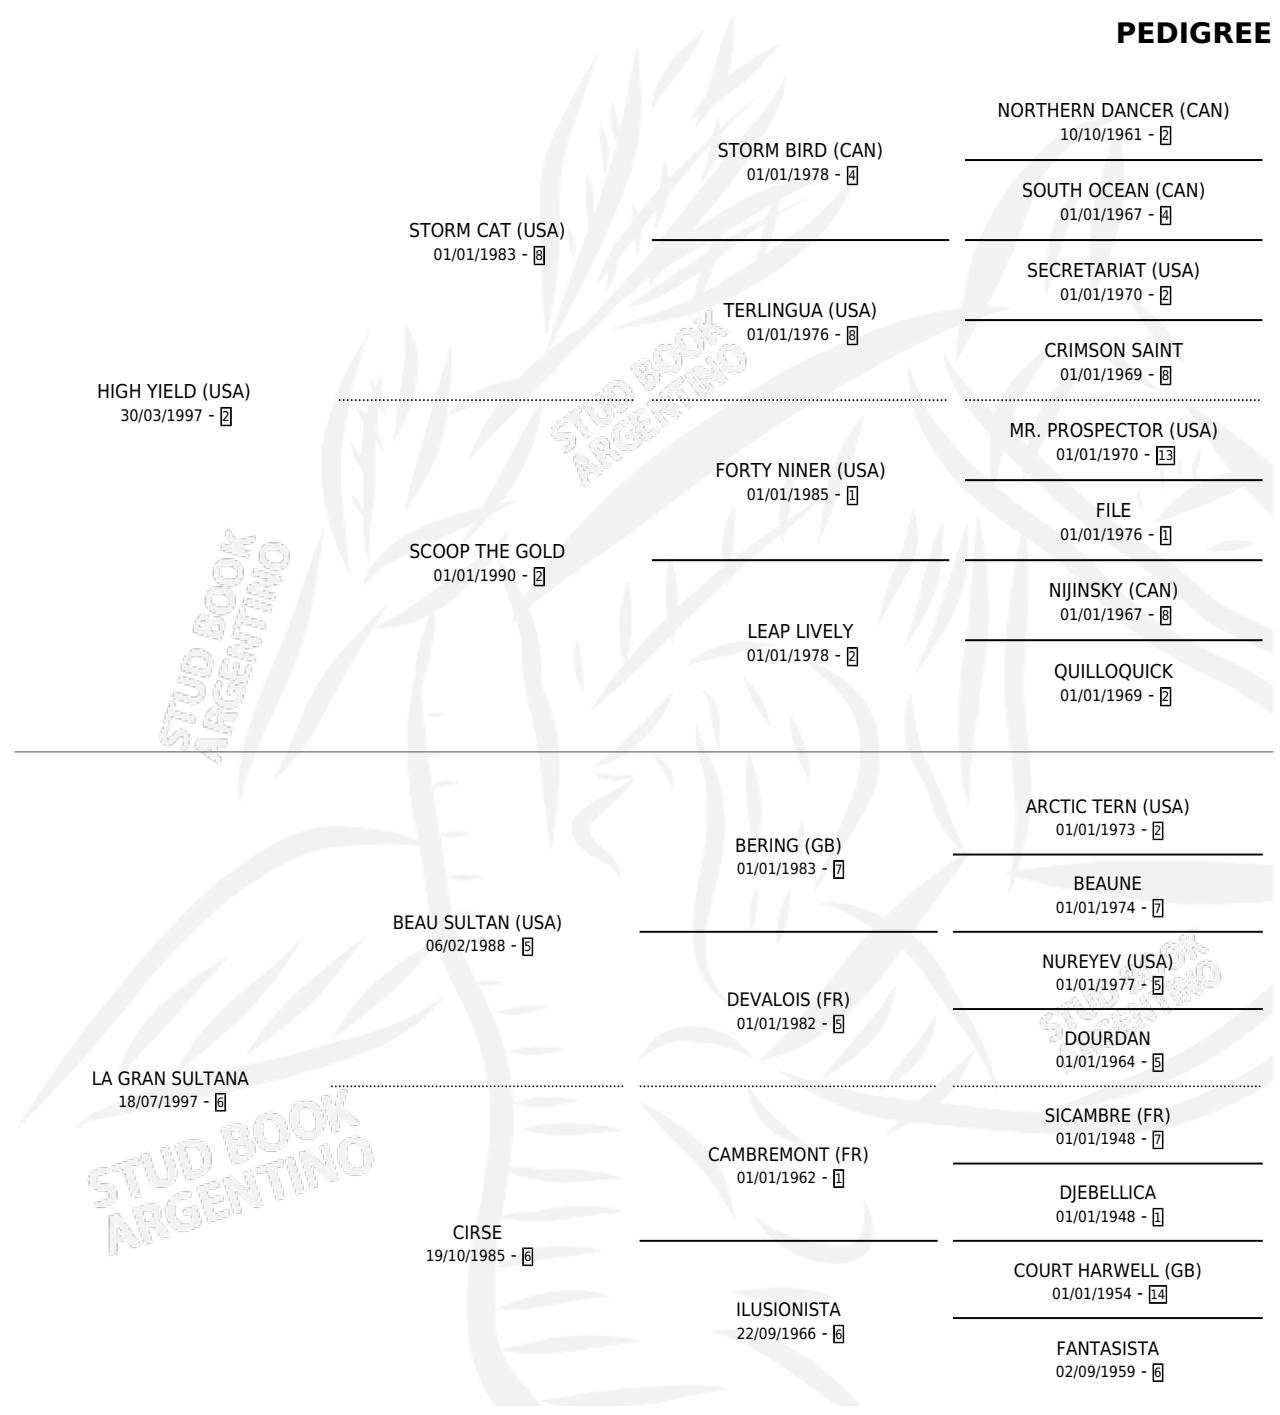 PEDIGREE
NORTHERN DANCER (CAN)
10/10/1961 - 2
STORM BIRD (CAN)
01/01/1978 - 4
SOUTH OCEAN (CAN)
01/01/1967 - 4
STORM CAT (USA)
01/01/1983 - 8
SECRETARIAT (USA)
01/01/1970 - 2
TERLINGUA (USA)
01/01/1976 - 8
CRIMSON SAINT
01/01/1969 - 8
HIGH YIELD (USA)
30/03/1997 - 2
MR. PROSPECTOR (USA)
01/01/1970 - 13
FORTY NINER (USA)
01/01/1985 - 1
FILE
01/01/1976 - 1
SCOOP THE GOLD
01/01/1990 - 2
NIJINSKY (CAN)
01/01/1967 - 8
LEAP LIVELY
01/01/1978 - 2
QUILLOQUICK
01/01/1969 - 2
ARCTIC TERN (USA)
01/01/1973 - 2
BERING (GB)
01/01/1983 - 7
BEAUNE
01/01/1974 - 7
BEAU SULTAN (USA)
06/02/1988 - 5
NUREYEV (USA)
01/01/1977 - 5
DEVALOIS (FR)
01/01/1982 - 5
DOURDAN
01/01/1964 - 5
LA GRAN SULTANA
18/07/1997 - 6
SICAMBRE (FR)
01/01/1948 - 7
CAMBREMONT (FR)
01/01/1962 - 1
DJEBELLICA
01/01/1948 - 1
CIRSE
19/10/1985 - 6
COURT HARWELL (GB)
01/01/1954 - 14
ILUSIONISTA
22/09/1966 - 6
FANTASISTA
02/09/1959 - 6
STUD BOOK
ARGENTINO
STUD BOOK
ARGENTINO
STUD BOOK
ARGENTINO
STUD BOOK
ARGENTINO